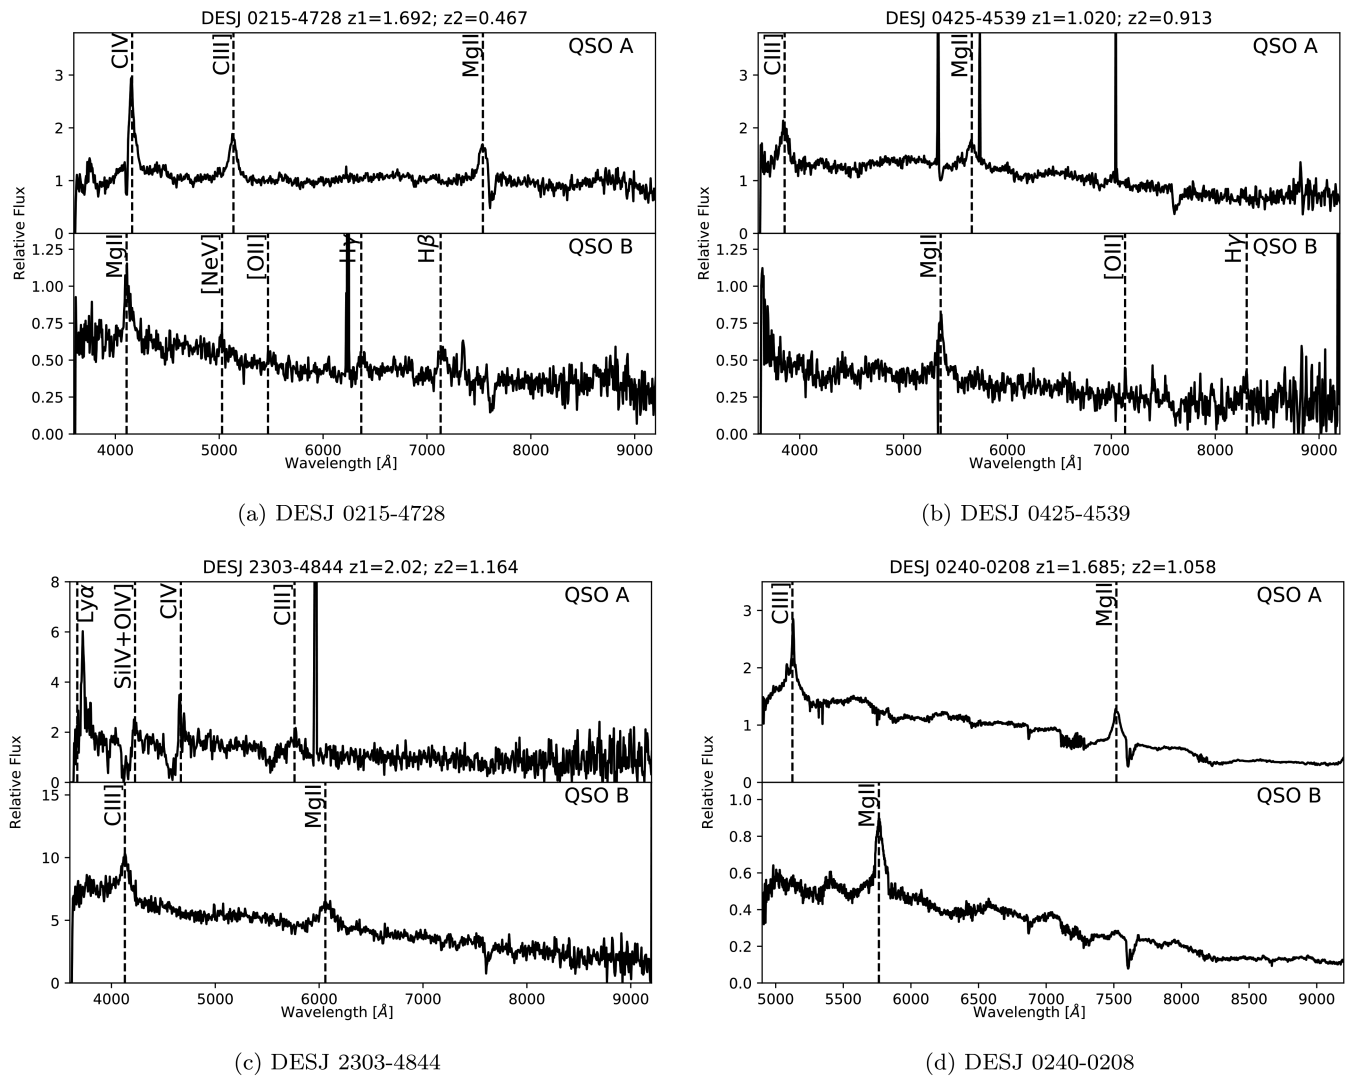 DESJ 0215-4728 z1=1.692; z2=0.467
QSO A
CIV
CIII]
MgII
3
2
1
0
Relative Flux
QSO B
MgII
[NeV]
[OII]
Hγ
Hβ
1.25
1.00
0.75
0.50
0.25
0.00
4000 5000 6000 7000 8000 9000
Wavelength [Å]
(a) DESJ 0215-4728
DESJ 0425-4539 z1=1.020; z2=0.913
QSO A
CIII]
MgII
3
2
1
0
Relative Flux
QSO B
MgII
[OII]
Hγ
1.25
1.00
0.75
0.50
0.25
0.00
4000 5000 6000 7000 8000 9000
Wavelength [Å]
(b) DESJ 0425-4539
DESJ 2303-4844 z1=2.02; z2=1.164
QSO A
Lyα
SiIV+OIV]
CIV
CIII]
8
6
4
2
0
Relative Flux
QSO B
CIII]
MgII
15
10
5
0
4000 5000 6000 7000 8000 9000
Wavelength [Å]
(c) DESJ 2303-4844
DESJ 0240-0208 z1=1.685; z2=1.058
QSO A
CIII]
MgII
3
2
1
0
Relative Flux
QSO B
MgII
1.0
0.8
0.6
0.4
0.2
0.0
5000 5500 6000 6500 7000 7500 8000 8500 9000
Wavelength [Å]
(d) DESJ 0240-0208